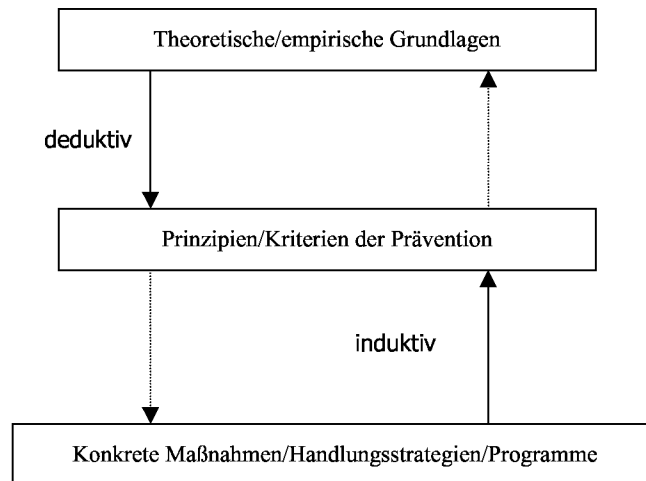 Theoretische/empirische Grundlagen
deduktiv
Prinzipien/Kriterien der Prävention
induktiv
Konkrete Maßnahmen/Handlungsstrategien/Programme